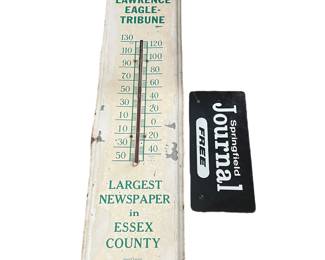 LAWRENCE
EAGLE-
TRIBUNE
130 120
110 100
90 80
70 60
50 40
30 20
10 0
10 20
30 40
50
LARGEST
NEWSPAPER
in
ESSEX
COUNTY
Springfield
Journal
FREE